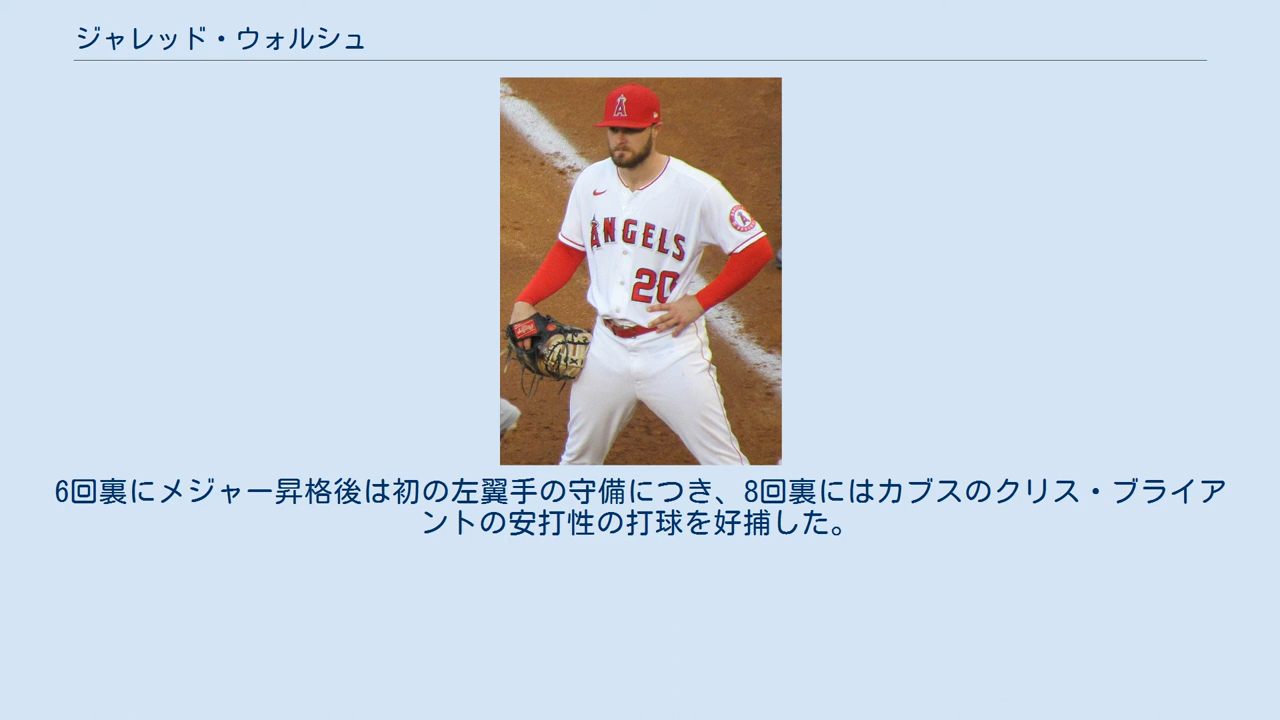 ジャレッド・ウォルシュ
A
ANGELS
20
6回裏にメジャー昇格後は初の左翼手の守備につき、8回裏にはカブスのクリス・ブライア
ントの安打性の打球を好捕した。